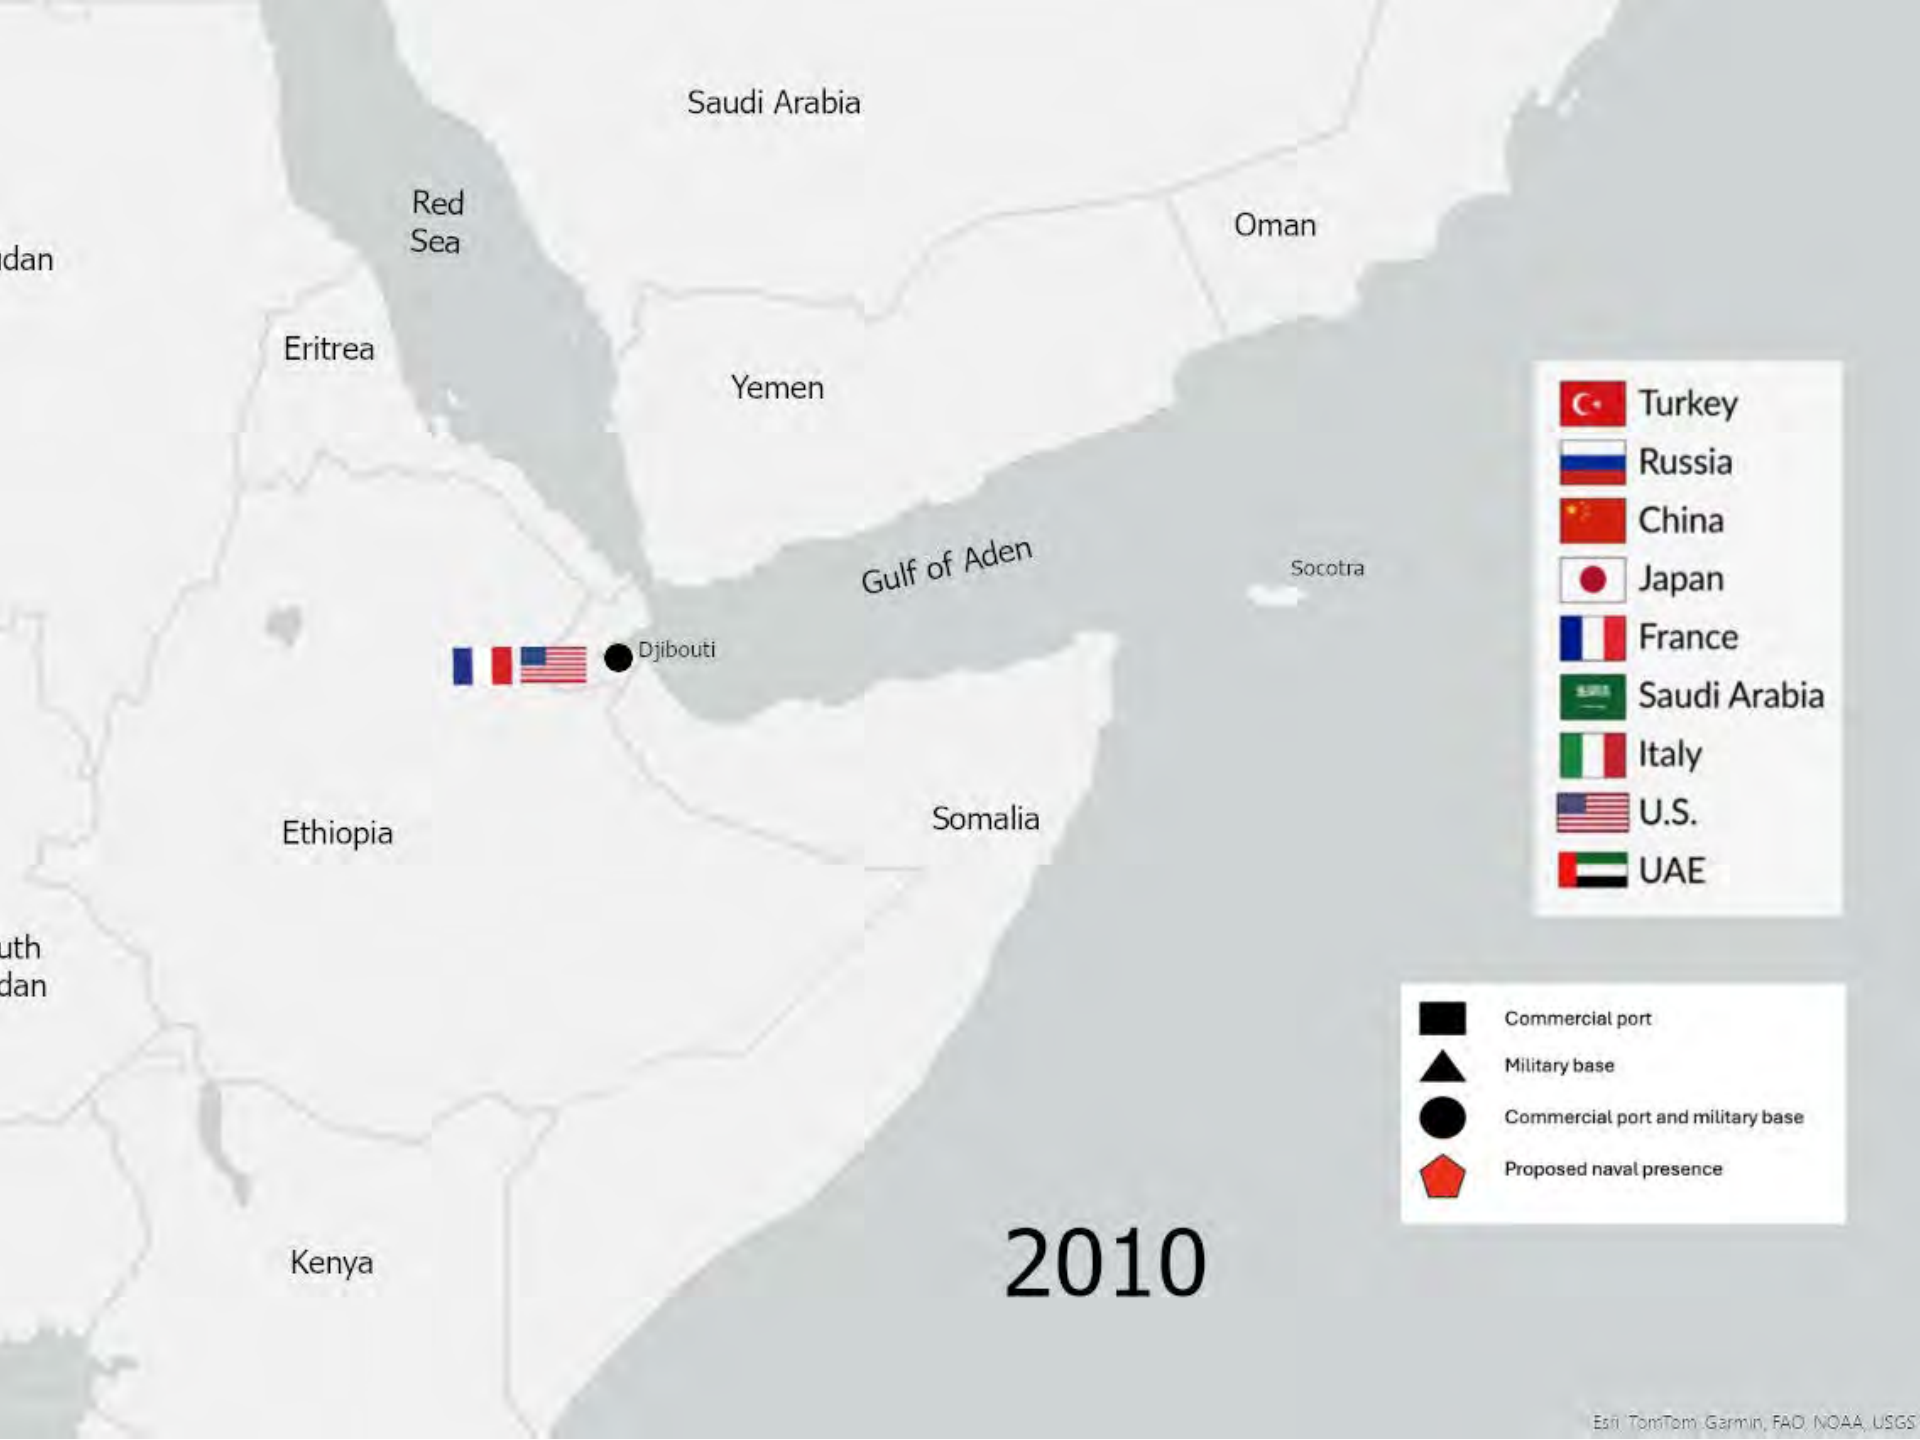 Saudi Arabia
Red
Sea
Oman
dan
Eritrea
Yemen
Turkey
Russia
China
Japan
France
Saudi Arabia
Italy
U.S.
UAE
Gulf of Aden
Socotra
Djibouti
Somalia
Ethiopia
uth
dan
Commercial port
Military base
Commercial port and military base
Proposed naval presence
2010
Kenya
Esri, TomTom, Garmin, FAO, NOAA, USGS